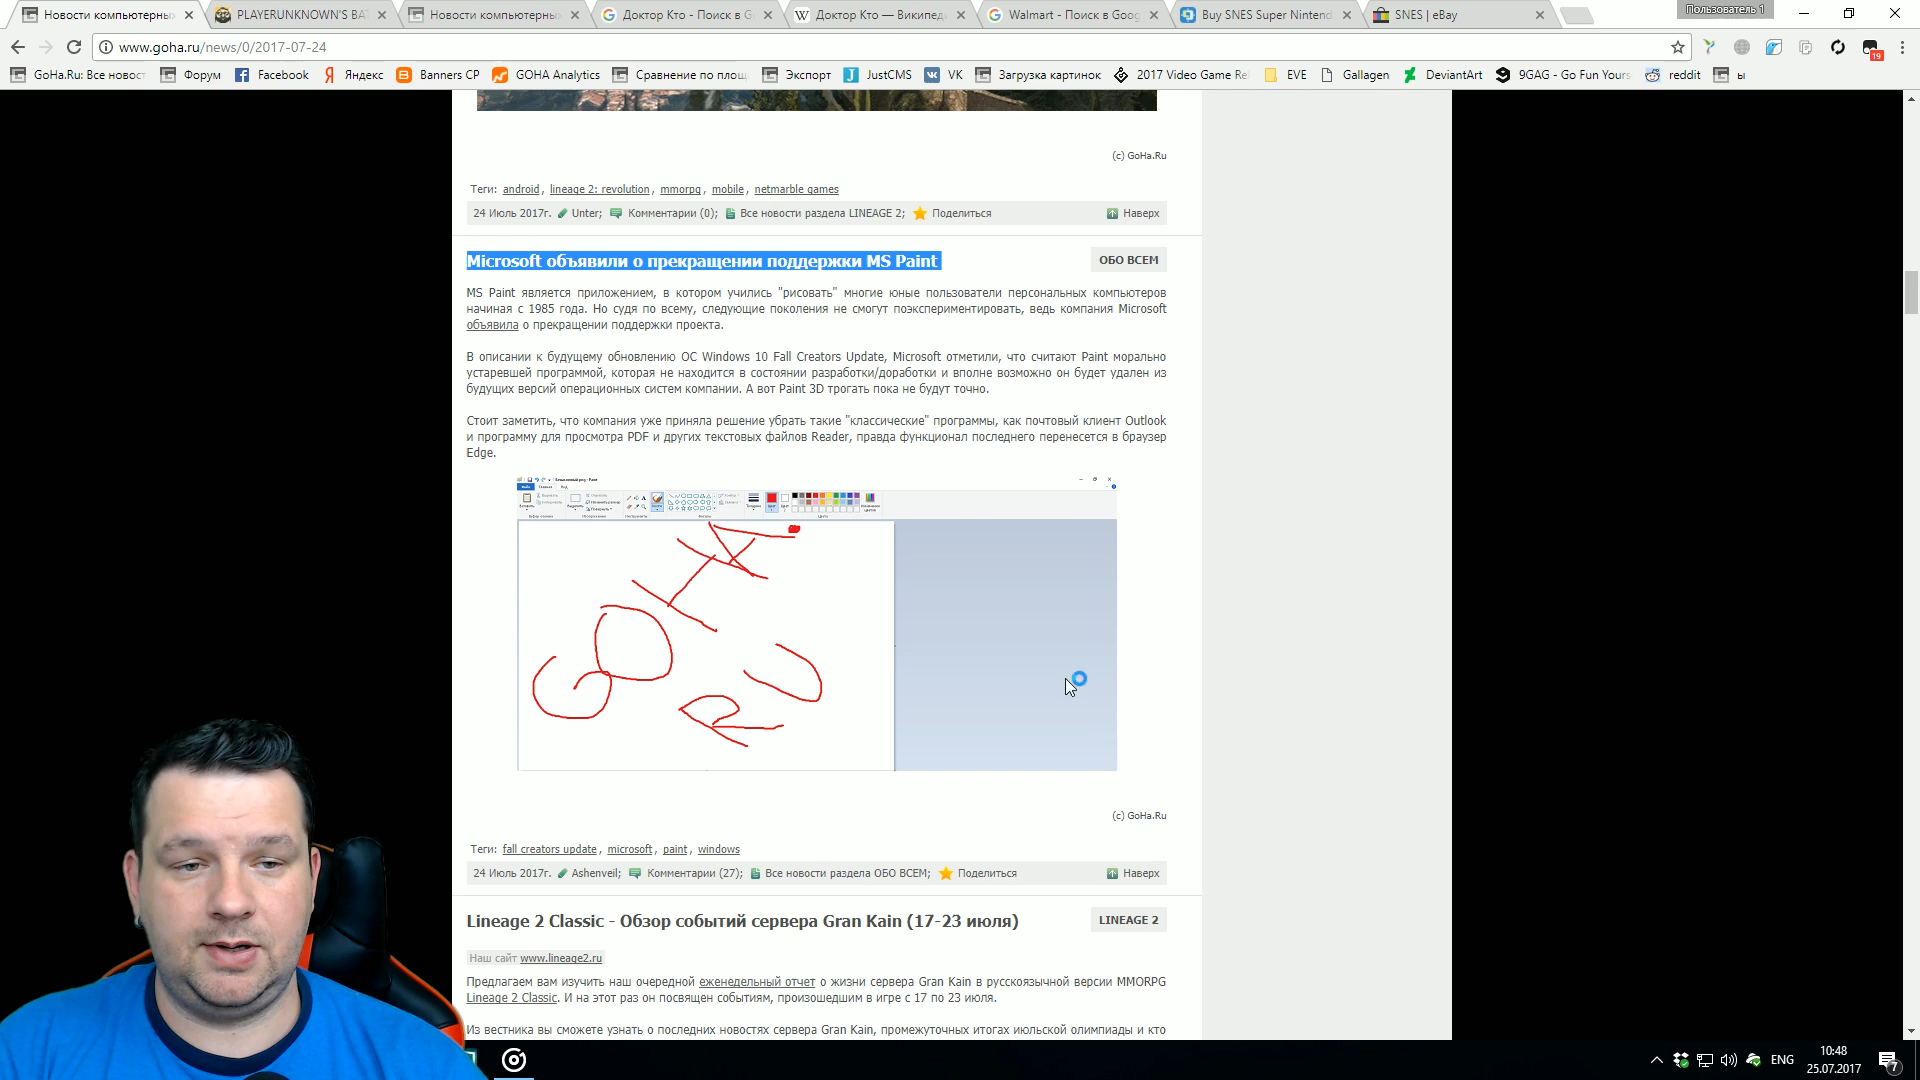 Новости компьютерны
PLAYERUNKNOWN'S BAT
Новости компьютерны
Доктор Кто - Поиск в G
Доктор Кто — Википед
Walmart - Поиск в Goog
Buy SNES Super Nintend
SNES | eBay
Пользователь 1
www.goha.ru/news/0/2017-07-24
19
GoHa.Ru: Все новост
Форум
Facebook
Яндекс
Banners CP
GOHA Analytics
Сравнение по площ
Экспорт
JustCMS
VK
Загрузка картинок
2017 Video Game Rel
EVE
Gallagen
DeviantArt
9GAG - Go Fun Yours
reddit
ы
(c) GoHa.Ru
Теги: android, lineage 2: revolution, mmorpg, mobile, netmarble games
24 Июль 2017г. Unter; Комментарии (0); Все новости раздела LINEAGE 2; Поделиться Наверх
Microsoft объявили о прекращении поддержки MS Paint
ОБО ВСЕМ
MS Paint является приложением, в котором учились "рисовать" многие юные пользователи персональных компьютеров
начиная с 1985 года. Но судя по всему, следующие поколения не смогут поэкспериментировать, ведь компания Microsoft
объявила о прекращении поддержки проекта.
В описании к будущему обновлению ОС Windows 10 Fall Creators Update, Microsoft отметили, что считают Paint морально
устаревшей программой, которая не находится в состоянии разработки/доработки и вполне возможно он будет удален из
будущих версий операционных систем компании. А вот Paint 3D трогать пока не будут точно.
Стоит заметить, что компания уже приняла решение убрать такие "классические" программы, как почтовый клиент Outlook
и программу для просмотра PDF и других текстовых файлов Reader, правда функционал последнего перенесется в браузер
Edge.
GOHA.
RU
(c) GoHa.Ru
Теги: fall creators update, microsoft, paint, windows
24 Июль 2017г. Ashenveil; Комментарии (27); Все новости раздела ОБО ВСЕМ; Поделиться Наверх
Lineage 2 Classic - Обзор событий сервера Gran Kain (17-23 июля)
LINEAGE 2
Наш сайт www.lineage2.ru
Предлагаем вам изучить наш очередной еженедельный отчет о жизни сервера Gran Kain в русскоязычной версии MMORPG
Lineage 2 Classic. И на этот раз он посвящен событиям, произошедшим в игре с 17 по 23 июля.
Из вестника вы сможете узнать о последних новостях сервера Gran Kain, промежуточных итогах июльской олимпиады и кто
ENG
10:48
25.07.2017
7